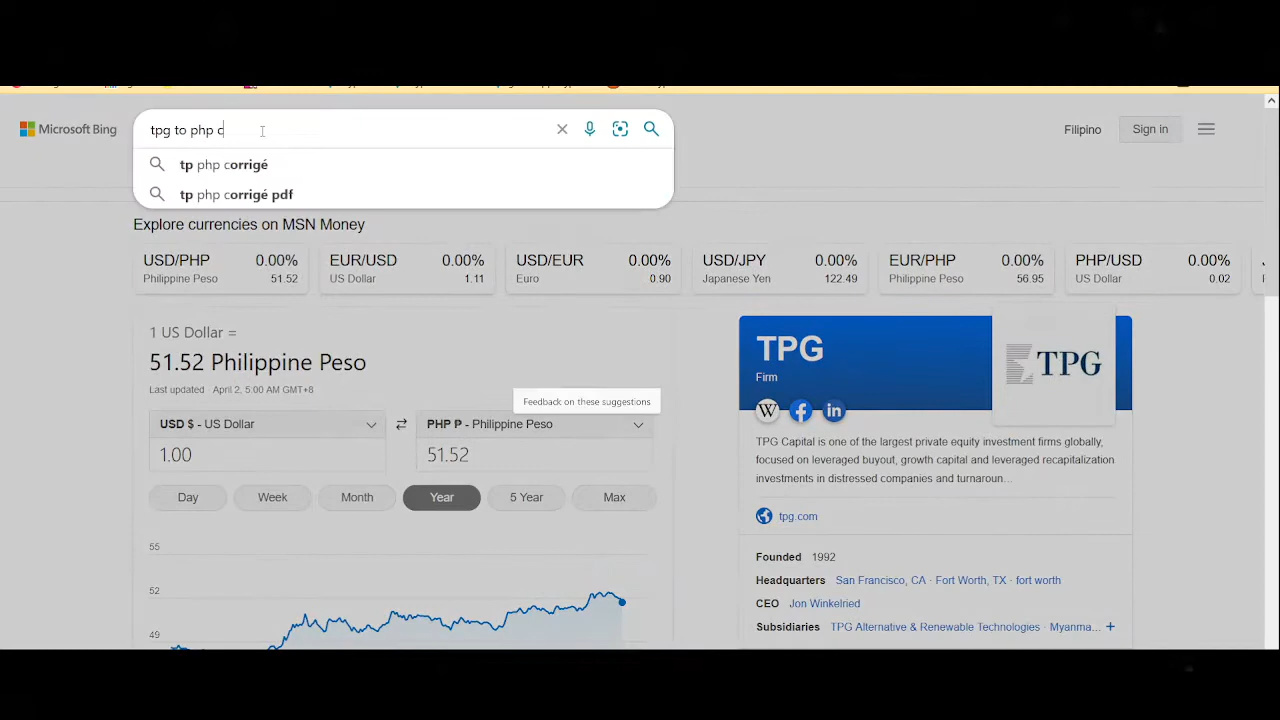 Microsoft Bing
tpg to php c
Filipino
Sign in
tp php corrigé
tp php corrigé pdf
Explore currencies on MSN Money
USD/PHP 0.00%
Philippine Peso 51.52
EUR/USD 0.00%
US Dollar 1.11
USD/EUR 0.00%
Euro 0.90
USD/JPY 0.00%
Japanese Yen 122.49
EUR/PHP 0.00%
Philippine Peso 56.95
PHP/USD 0.00%
US Dollar 0.02
1 US Dollar =
51.52 Philippine Peso
Last updated · April 2, 5:00 AM GMT+8
Feedback on these suggestions
USD $ - US Dollar
PHP ₱ - Philippine Peso
1.00
51.52
Day
Week
Month
Year
5 Year
Max
55
52
49
TPG
Firm
TPG
W
in
TPG Capital is one of the largest private equity investment firms globally,
focused on leveraged buyout, growth capital and leveraged recapitalization
investments in distressed companies and turnaroun...
tpg.com
Founded 1992
Headquarters San Francisco, CA · Fort Worth, TX · fort worth
CEO Jon Winkelried
Subsidiaries TPG Alternative & Renewable Technologies · Myanma... +